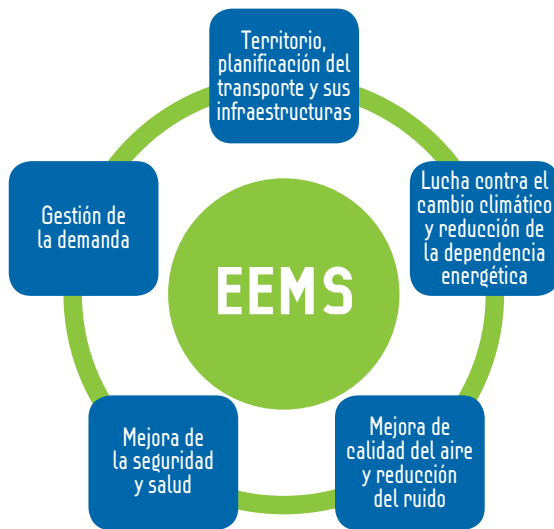 Territorio,
planificación del
transporte y sus
infraestructuras
Lucha contra el
cambio climático
y reducción de
la dependencia
energética
Gestión de
la demanda
EEMS
Mejora de
la seguridad
y salud
Mejora de
calidad del aire
y reducción
del ruido